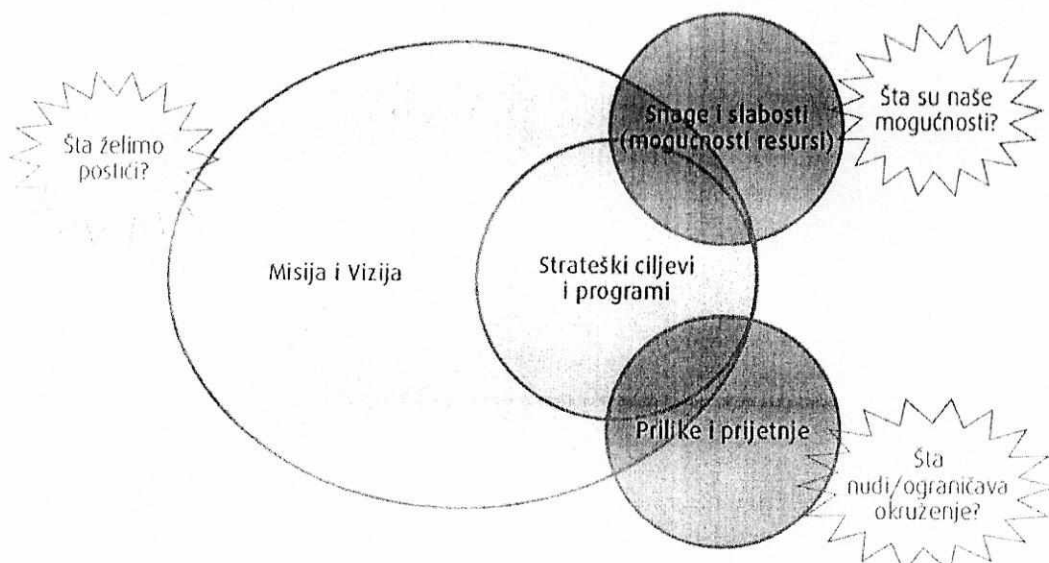 Šta želimo
postići?
Misija i Vizija
Strateški ciljevi
i programi
Snage i slabosti
(mogućnosti resursi)
Šta su naše
mogućnosti?
Prilike i prijetnje
Šta
nudi/ograničava
okruženje?